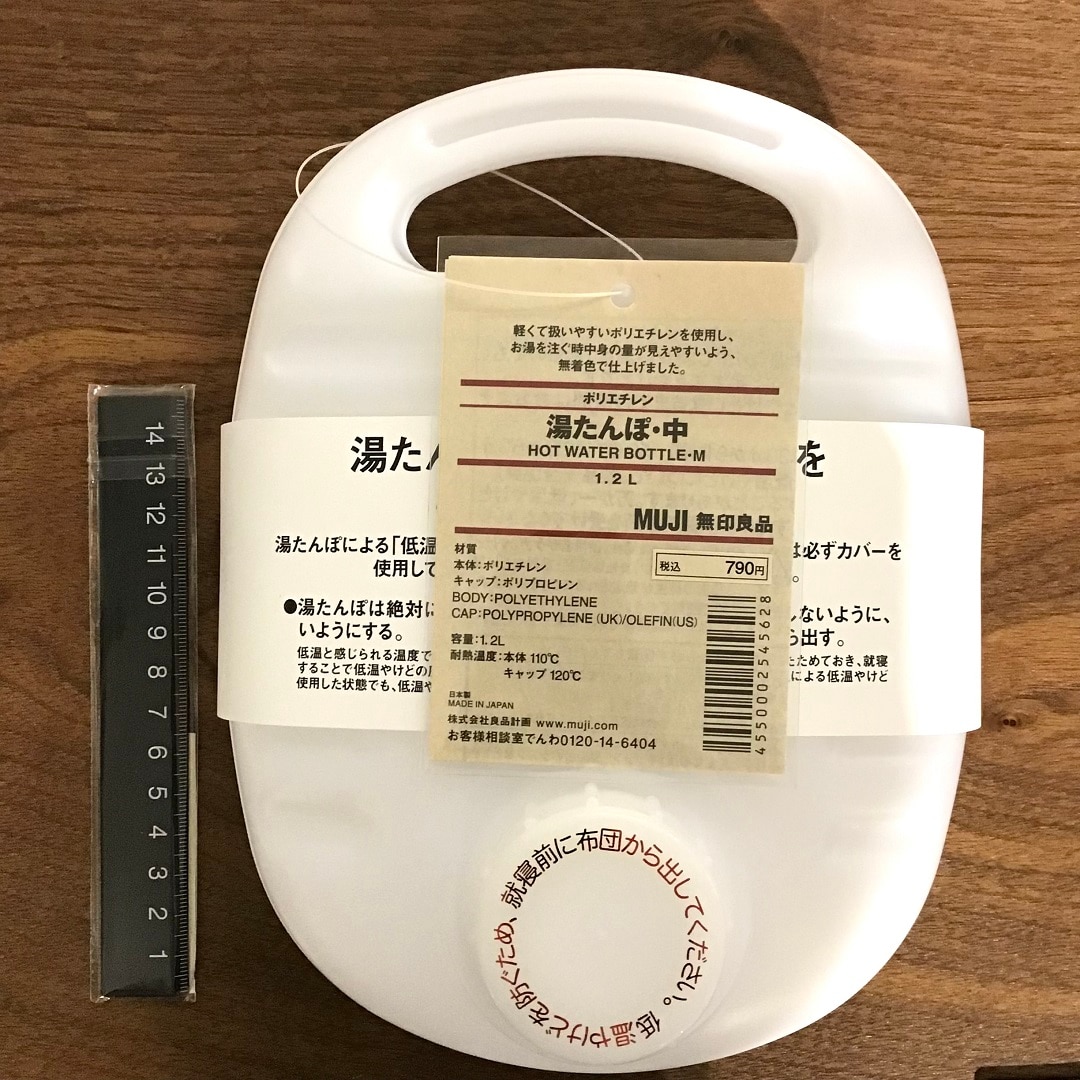 軽くて扱いやすいポリエチレンを使用し、
お湯を注ぐ時中身の量が見えやすいよう、
無着色で仕上げました。
ポリエチレン
湯たんぽ・中
HOT WATER BOTTLE・M
1.2L
MUJI 無印良品
税込 790円
材質
本体:ポリエチレン
キャップ:ポリプロピレン
BODY:POLYETHYLENE
CAP:POLYPROPYLENE (UK)/OLEFIN(US)
容量:1.2L
耐熱温度:本体 110℃
キャップ 120℃
日本製
MADE IN JAPAN
株式会社良品計画 www.muji.com
お客様相談室でんわ0120-14-6404
4550002545628
湯たん
を
湯たんぽによる「低温
は必ずカバーを
使用して
。
●湯たんぽは絶対に
しないように、
いようにする。
ら出す。
低温と感じられる温度で
たためておき、就寝
することで低温やけどの
による低温やけど
使用した状態でも、低温や
低温やけどを防ぐため、就寝前に布団から出してください。
14
13
12
11
10
9
8
7
6
5
4
3
2
1